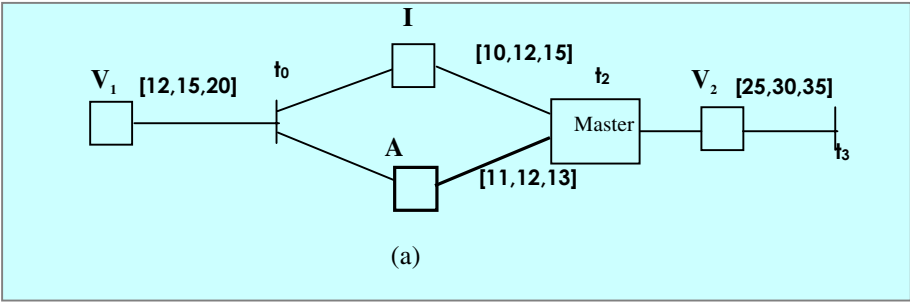 I
[10,12,15]
V1 [12,15,20]
t0
t2
V2 [25,30,35]
Master
A
t3
[11,12,13]
(a)